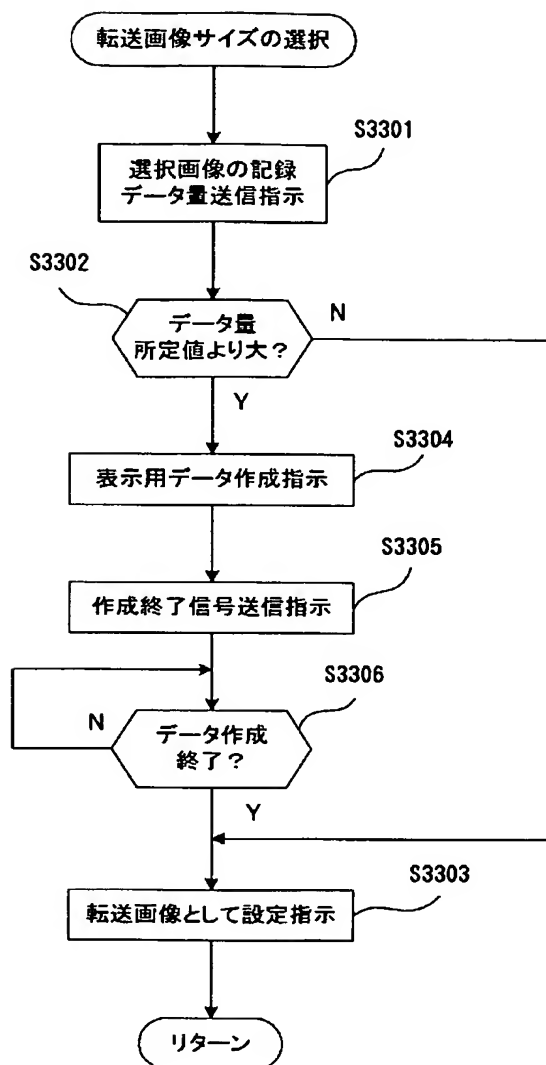 転送画像サイズの選択
S3301
選択画像の記録
データ量送信指示
S3302
データ量
所定値より大？
N
Y
S3304
表示用データ作成指示
S3305
作成終了信号送信指示
S3306
データ作成
終了？
N
Y
S3303
転送画像として設定指示
リターン